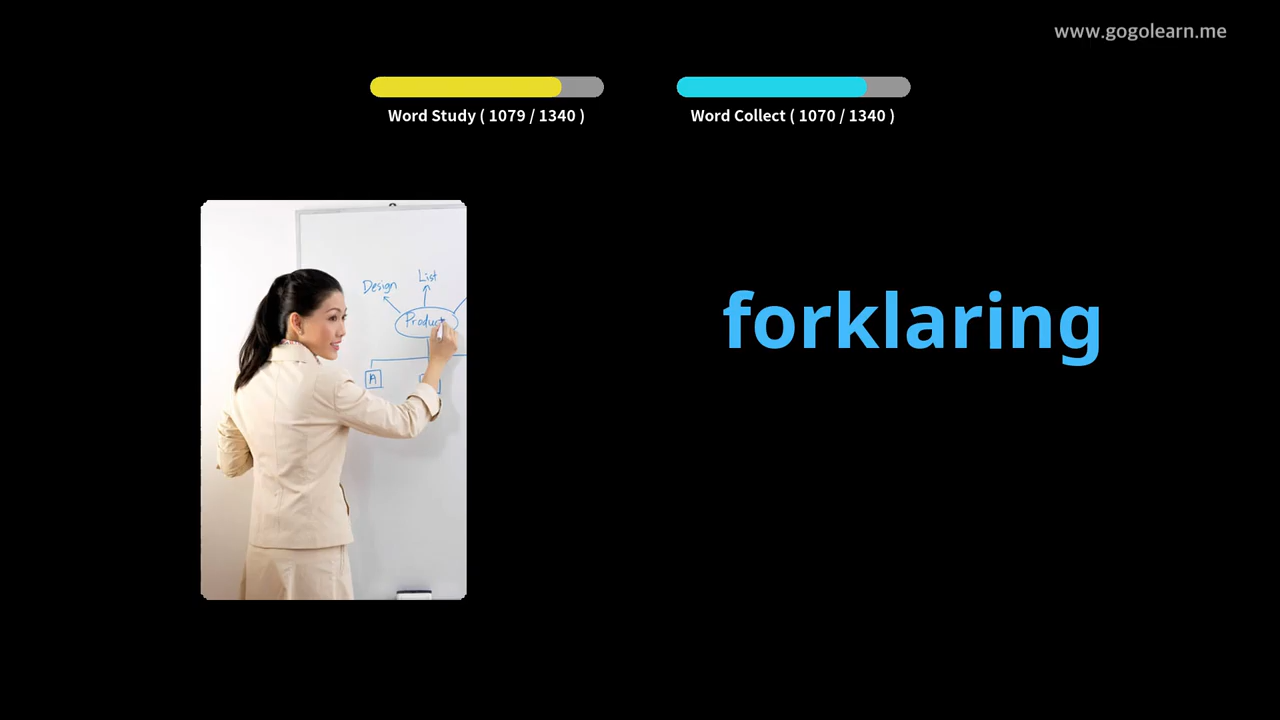 www.gogolearn.me
Word Study ( 1079 / 1340 )
Word Collect ( 1070 / 1340 )
forklaring
List
Design
Product
A